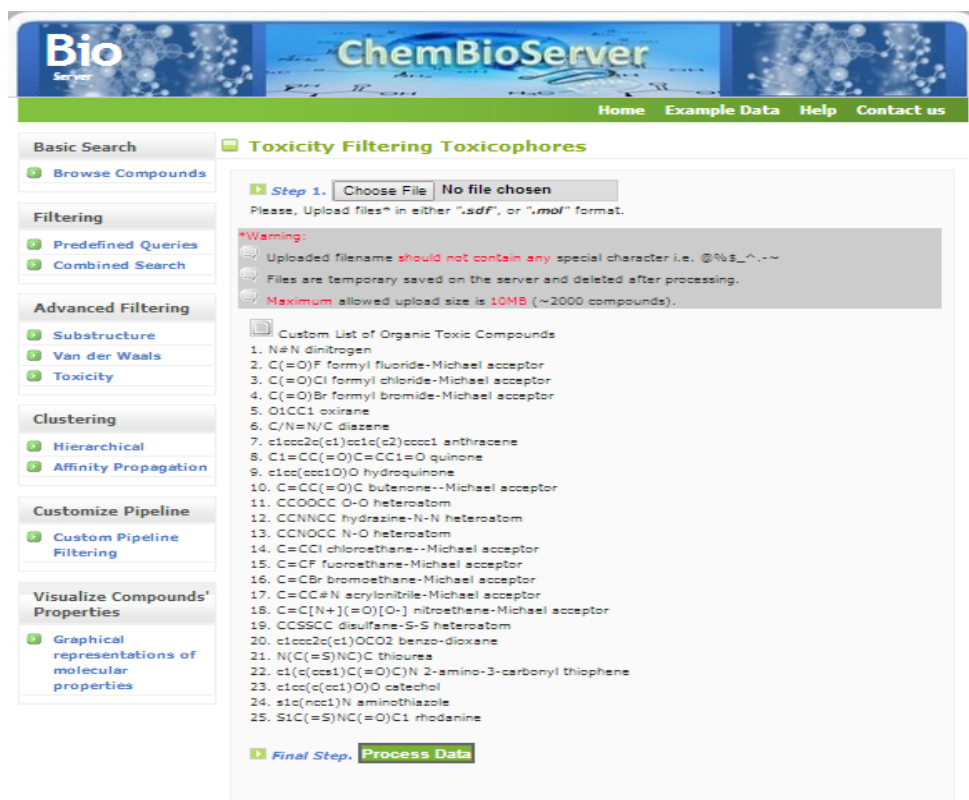 Bio
Server
ChemBioServer
Home Example Data Help Contact us
Basic Search
Browse Compounds
Filtering
Predefined Queries
Combined Search
Advanced Filtering
Substructure
Van der Waals
Toxicity
Clustering
Hierarchical
Affinity Propagation
Customize Pipeline
Custom Pipeline
Filtering
Visualize Compounds'
Properties
Graphical
representations of
molecular
properties
Toxicity Filtering Toxicophores
Step 1. Choose File No file chosen
Please, Upload files* in either ".sdf", or ".mol" format.
*Warning:
Uploaded filename should not contain any special character i.e. @%$_^.-~
Files are temporary saved on the server and deleted after processing.
Maximum allowed upload size is 10MB (~2000 compounds).
Custom List of Organic Toxic Compounds
1. N#N dinitrogen
2. C(=O)F formyl fluoride-Michael acceptor
3. C(=O)Cl formyl chloride-Michael acceptor
4. C(=O)Br formyl bromide-Michael acceptor
5. O1CC1 oxirane
6. C/N=N/C diazene
7. c1ccc2c(c1)cc1c(c2)cccc1 anthracene
8. C1=CC(=O)C=CC1=O quinone
9. c1cc(ccc1O)O hydroquinone
10. C=CC(=O)C butenone--Michael acceptor
11. CCOOCC O-O heteroatom
12. CCNNCC hydrazine-N-N heteroatom
13. CCNOCC N-O heteroatom
14. C=CCl chloroethane--Michael acceptor
15. C=CF fuoroethane-Michael acceptor
16. C=CBr bromoethane-Michael acceptor
17. C=CC#N acrylonitrile-Michael acceptor
18. C=C[N+](=O)[O-] nitroethene-Michael acceptor
19. CCSSCC disulfane-S-S heteroatom
20. c1ccc2c(c1)OCO2 benzo-dioxane
21. N(C(=S)NC)C thiourea
22. c1(c(ccs1)C(=O)C)N 2-amino-3-carbonyl thiophene
23. c1cc(c(cc1)O)O catechol
24. s1c(ncc1)N aminothiazole
25. S1C(=S)NC(=O)C1 rhodanine
Final Step. Process Data